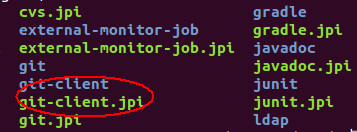 cvs.jpi gradle
external-monitor-job gradle.jpi
external-monitor-job.jpi javadoc
git javadoc.jpi
git-client junit
git-client.jpi junit.jpi
git.jpi ldap